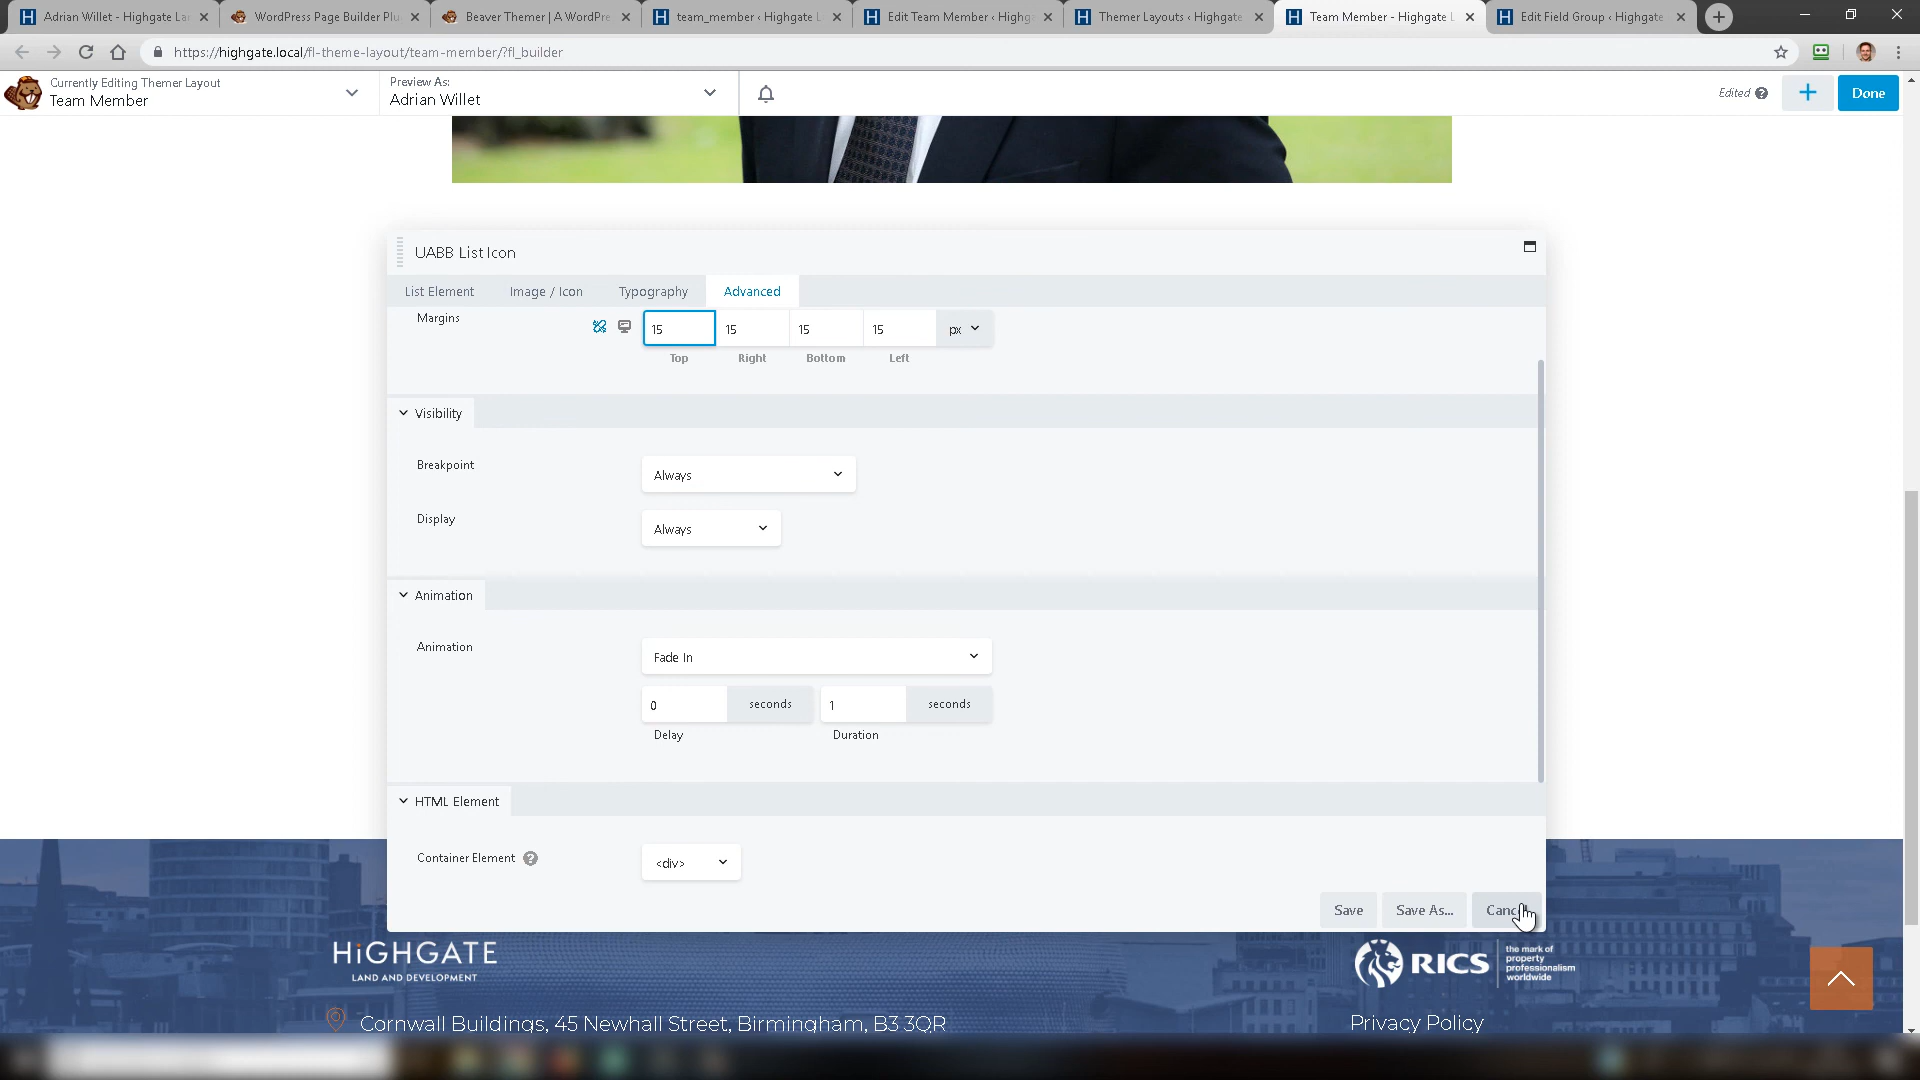 Adrian Willet - Highgate La
WordPress Page Builder Plu
Beaver Themer | A WordPre
team_member ‹ Highgate L
Edit Team Member ‹ Highg
Themer Layouts ‹ Highgate
Team Member - Highgate L
Edit Field Group ‹ Highgate
https://highgate.local/fl-theme-layout/team-member/?fl_builder
Currently Editing Themer Layout
Team Member
Preview As:
Adrian Willet
Edited
Done
UABB List Icon
List Element
Image / Icon
Typography
Advanced
Margins
15
15
15
15
px
Top
Right
Bottom
Left
Visibility
Breakpoint
Always
Display
Always
Animation
Animation
Fade In
0
seconds
1
seconds
Delay
Duration
HTML Element
Container Element
<div>
Save
Save As...
Cancel
HiGHGATE
LAND AND DEVELOPMENT
RICS
the mark of
property
professionalism
worldwide
Cornwall Buildings, 45 Newhall Street, Birmingham, B3 3QR
Privacy Policy